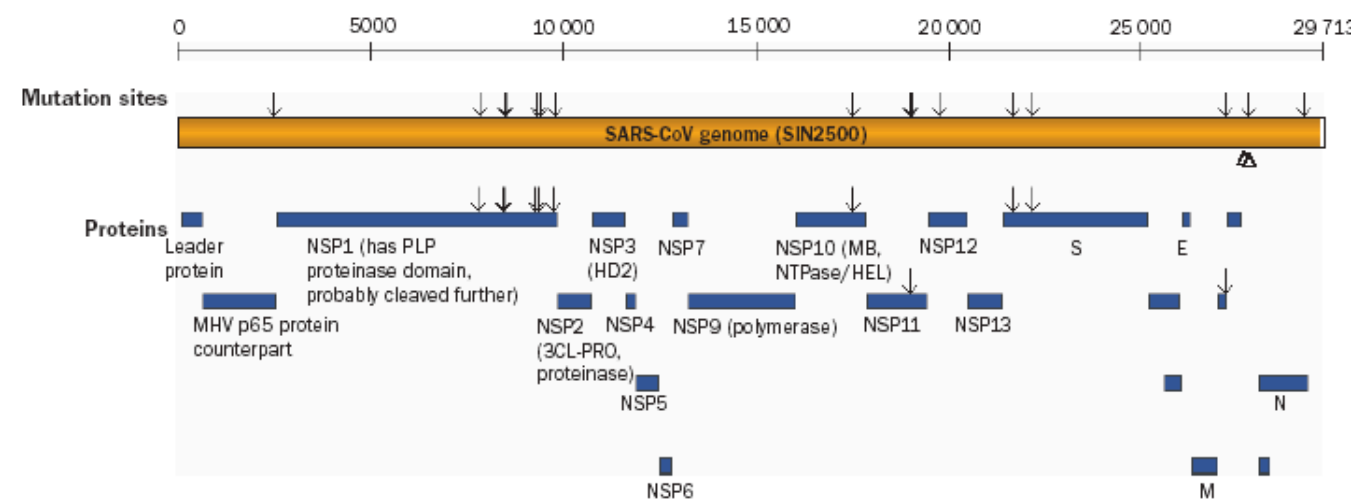 0 5000 10 000 15 000 20 000 25 000 29 713
Mutation sites
SARS-CoV genome (SIN2500)
Proteins
Leader
protein
NSP1 (has PLP
proteinase domain,
probably cleaved further)
NSP3
(HD2)
NSP7
NSP10 (MB,
NTPase/HEL)
NSP12
S
E
MHV p65 protein
counterpart
NSP2
(3CL-PRO,
proteinase)
NSP4
NSP9 (polymerase)
NSP11
NSP13
NSP5
N
NSP6
M